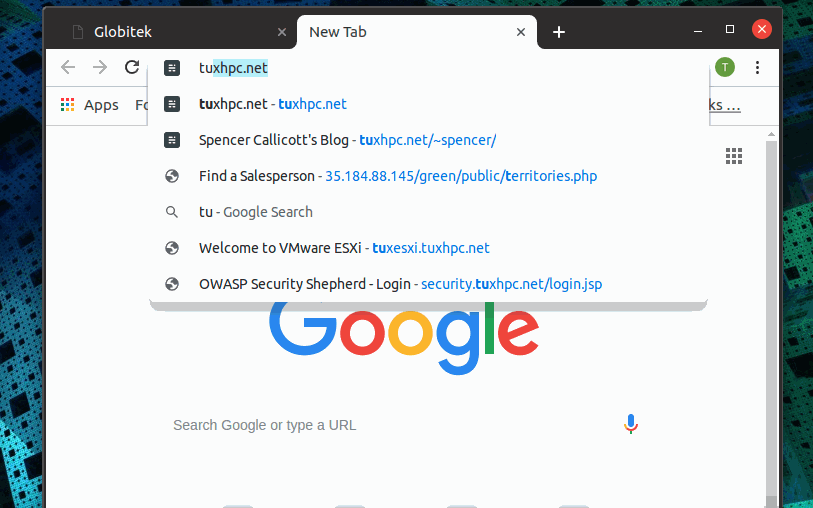 Globitek
New Tab
tuxhpc.net
T
Apps
ks ...
tuxhpc.net - tuxhpc.net
Spencer Callicott's Blog - tuxhpc.net/~spencer/
Find a Salesperson - 35.184.88.145/green/public/territories.php
tu - Google Search
Welcome to VMware ESXi - tuxesxi.tuxhpc.net
OWASP Security Shepherd - Login - security.tuxhpc.net/login.jsp
Google
Search Google or type a URL